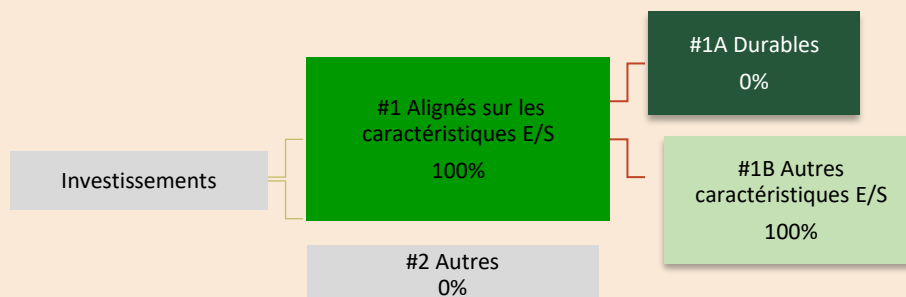 Investissements
#1 Alignés sur les
caractéristiques E/S
100%
#2 Autres
0%
#1A Durables
0%
#1B Autres
caractéristiques E/S
100%